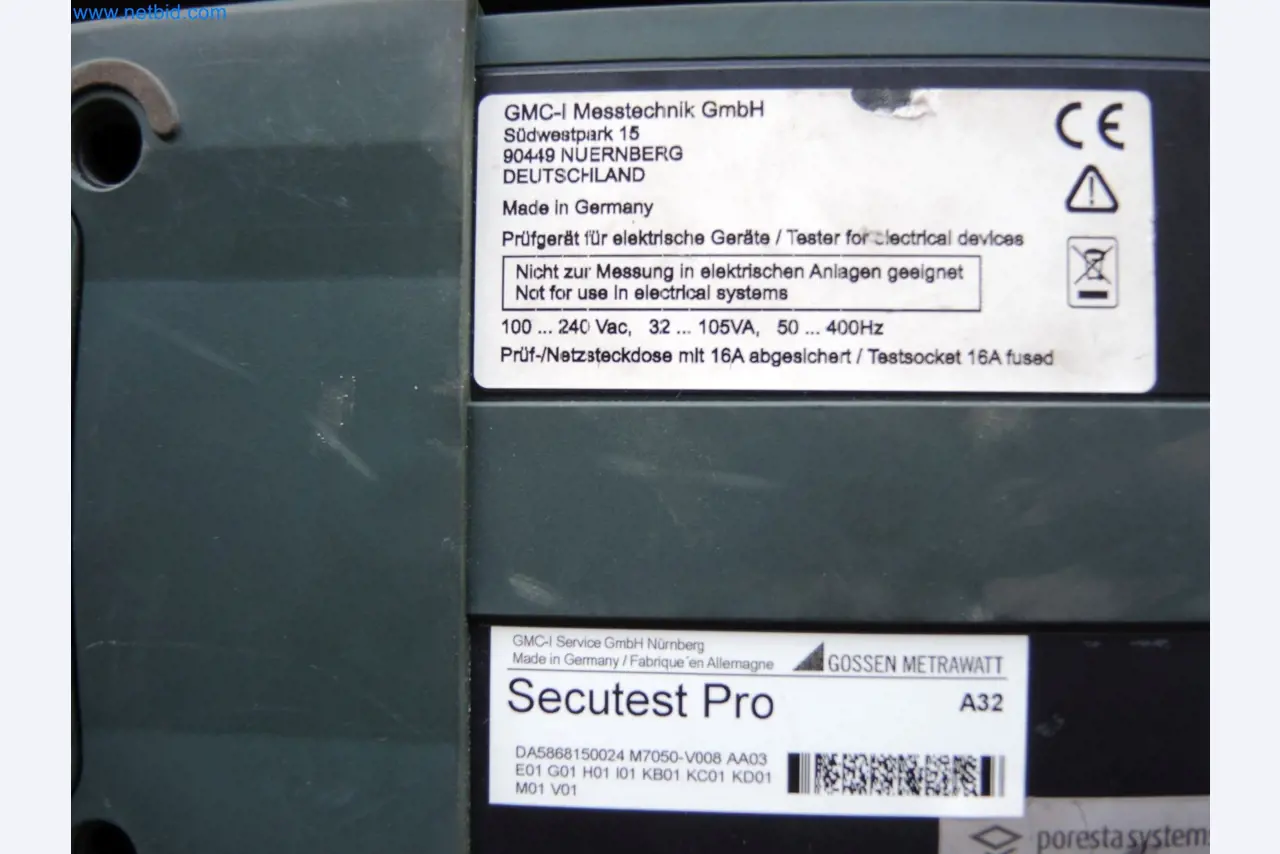 www.netbid.com
GMC-I Messtechnik GmbH
Südwestpark 15
90449 NUERNBERG
DEUTSCHLAND
Made in Germany
Prüfgerät für elektrische Geräte / Tester for electrical devices
Nicht zur Messung in elektrischen Anlagen geeignet
Not for use in electrical systems
100 ... 240 Vac, 32 ... 105VA, 50 ... 400Hz
Prüf-/Netzsteckdose mit 16A abgesichert / Testsocket 16A fused
CE
GMC-I Service GmbH Nürnberg
Made in Germany / Fabrique en Allemagne
GOSSEN METRAWATT
Secutest Pro
A32
DA5868150024 M7050-V008 AA03
E01 G01 H01 I01 KB01 KC01 KD01
M01 V01
poresta systems